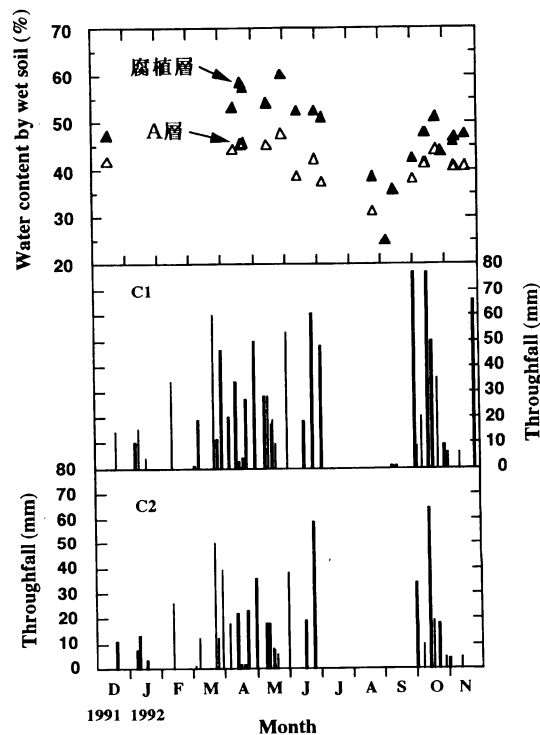 Water content by wet soil (%)
70
60
50
40
30
20
腐植層
A層
C1
Throughfall (mm)
80
70
60
50
40
30
20
10
0
C2
Throughfall (mm)
80
70
60
50
40
30
20
10
0
D J F M A M J J A S O N
1991 1992
Month